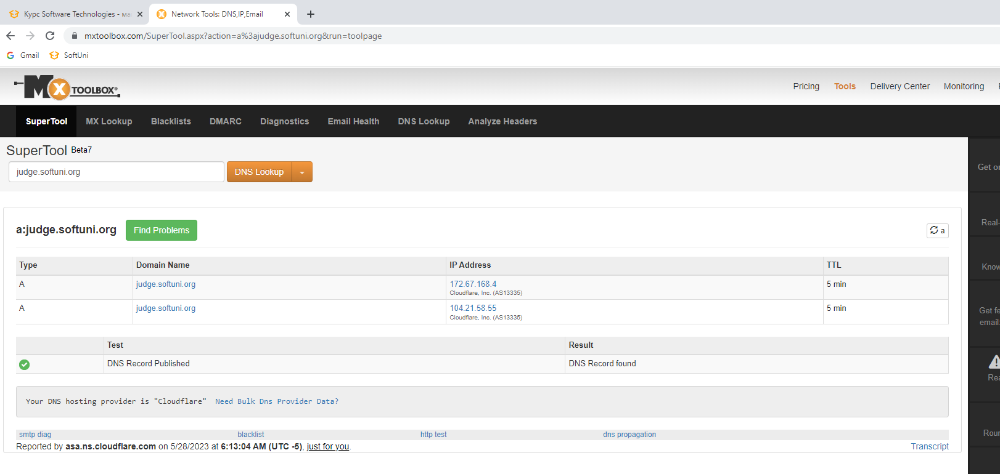 Курс Software Technologies - ма
Network Tools: DNS,IP,Email
mxtoolbox.com/SuperTool.aspx?action=a%3ajudge.softuni.org&run=toolpage
Gmail SoftUni
MX TOOLBOX®
Pricing Tools Delivery Center Monitoring
SuperTool MX Lookup Blacklists DMARC Diagnostics Email Health DNS Lookup Analyze Headers
SuperTool Beta7
judge.softuni.org DNS Lookup
Get
a:judge.softuni.org Find Problems a
Real-
Type Domain Name IP Address TTL
A judge.softuni.org 172.67.168.4 5 min
Cloudflare, Inc. (AS13335)
A judge.softuni.org 104.21.58.55 5 min
Cloudflare, Inc. (AS13335)
Know
Get fe
email
Test Result
DNS Record Published DNS Record found
Rea
Your DNS hosting provider is "Cloudflare" Need Bulk Dns Provider Data?
smtp diag blacklist http test dns propagation
Roun
Reported by asa.ns.cloudflare.com on 5/28/2023 at 6:13:04 AM (UTC -5), just for you. Transcript